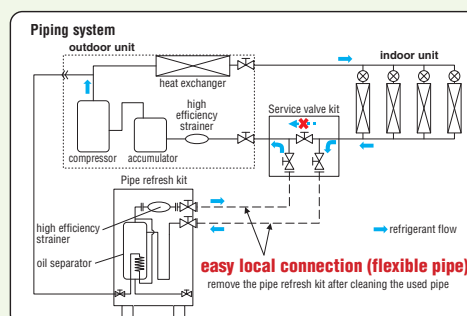 Piping system
outdoor unit
indoor unit
heat exchanger
high
efficiency
strainer
Service valve kit
compressor
accumulator
Pipe refresh kit
high efficiency
strainer
oil separator
refrigerant flow
easy local connection (flexible pipe)
remove the pipe refresh kit after cleaning the used pipe